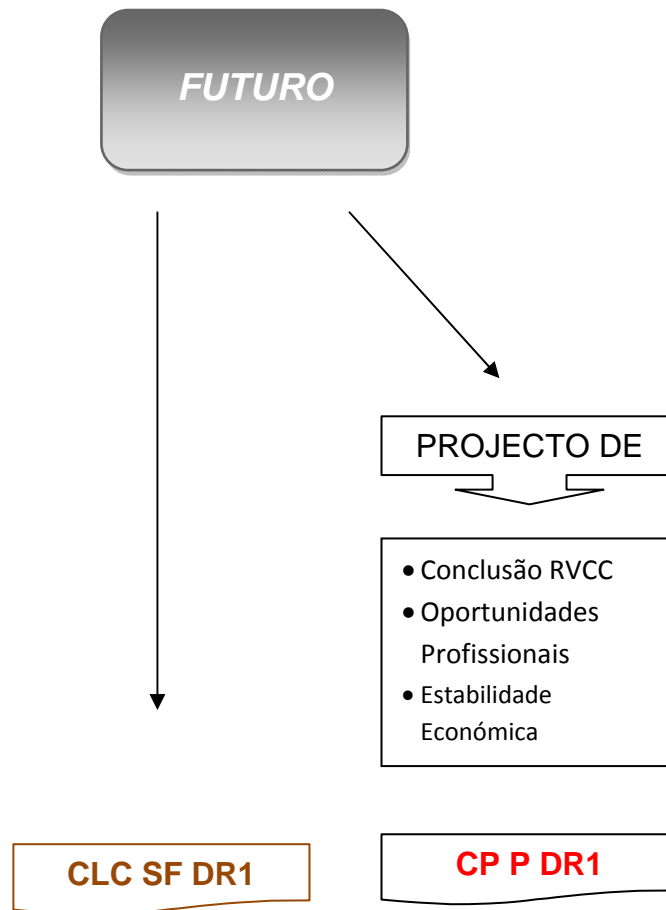 FUTURO
PROJECTO DE
• Conclusão RVCC
• Oportunidades
Profissionais
• Estabilidade
Económica
CLC SF DR1
CP P DR1